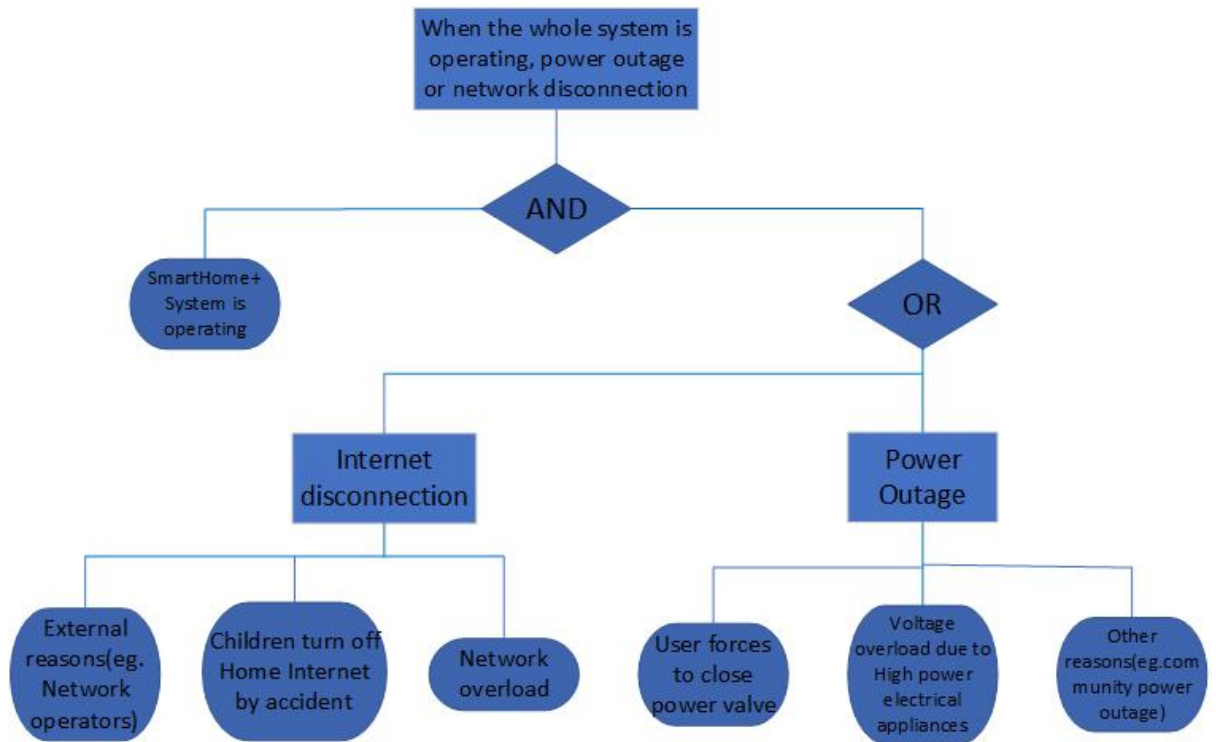 When the whole system is
operating, power outage
or network disconnection
AND
SmartHome+
System is
operating
OR
Internet
disconnection
Power
Outage
External
reasons(eg.
Network
operators)
Children turn off
Home Internet
by accident
Network
overload
User forces
to close
power valve
Voltage
overload due to
High power
electrical
appliances
Other
reasons(eg.com
munity power
outage)